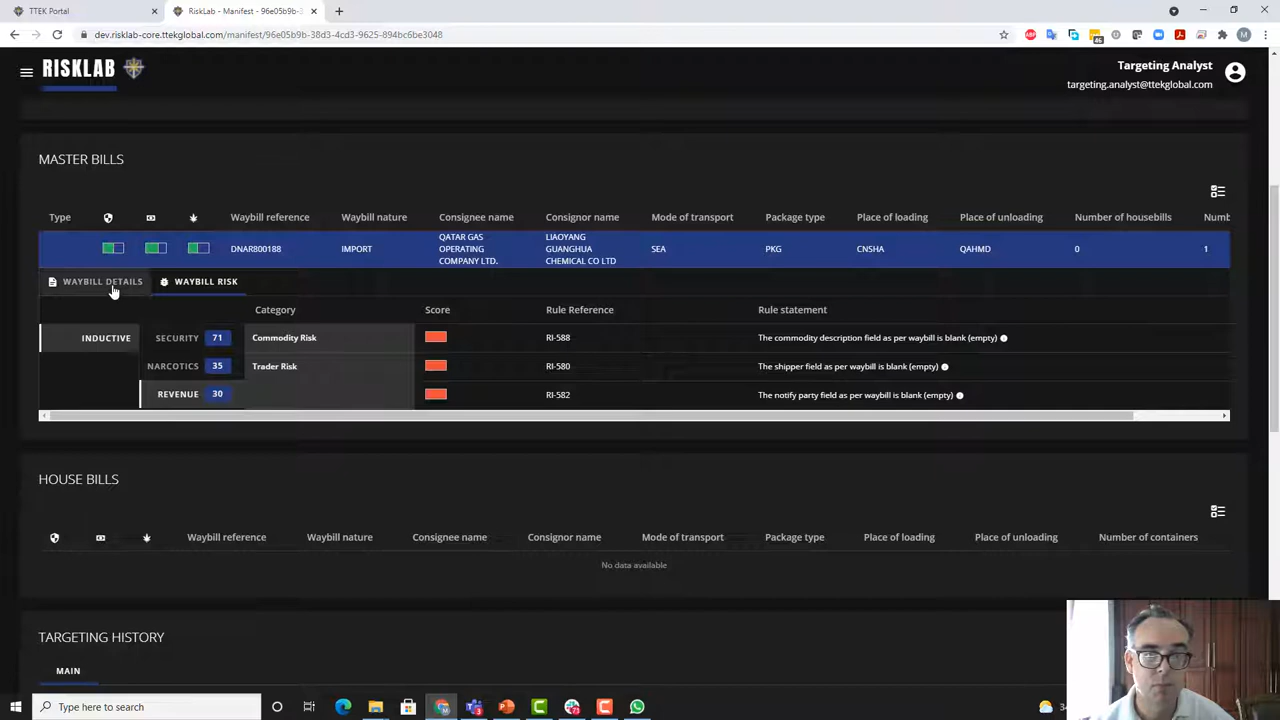 TTEK Portal
RiskLab - Manifest - 96e05b9b-3
dev.risklab-core.ttekglobal.com/manifest/96e05b9b-38d3-4cd3-9625-894bc6be3048
46
M
RISKLAB
Targeting Analyst
targeting.analyst@ttekglobal.com
MASTER BILLS
Type Waybill reference Waybill nature Consignee name Consignor name Mode of transport Package type Place of loading Place of unloading Number of housebills Numb
DNAR800188 IMPORT QATAR GAS OPERATING COMPANY LTD. LIAOYANG GUANGHUA CHEMICAL CO LTD SEA PKG CNSHA QAHMD 0 1
WAYBILL DETAILS WAYBILL RISK
Category Score Rule Reference Rule statement
INDUCTIVE SECURITY 71 Commodity Risk RI-588 The commodity description field as per waybill is blank (empty)
NARCOTICS 35 Trader Risk RI-580 The shipper field as per waybill is blank (empty)
REVENUE 30 RI-582 The notify party field as per waybill is blank (empty)
HOUSE BILLS
Waybill reference Waybill nature Consignee name Consignor name Mode of transport Package type Place of loading Place of unloading Number of containers
No data available
TARGETING HISTORY
MAIN
Type here to search